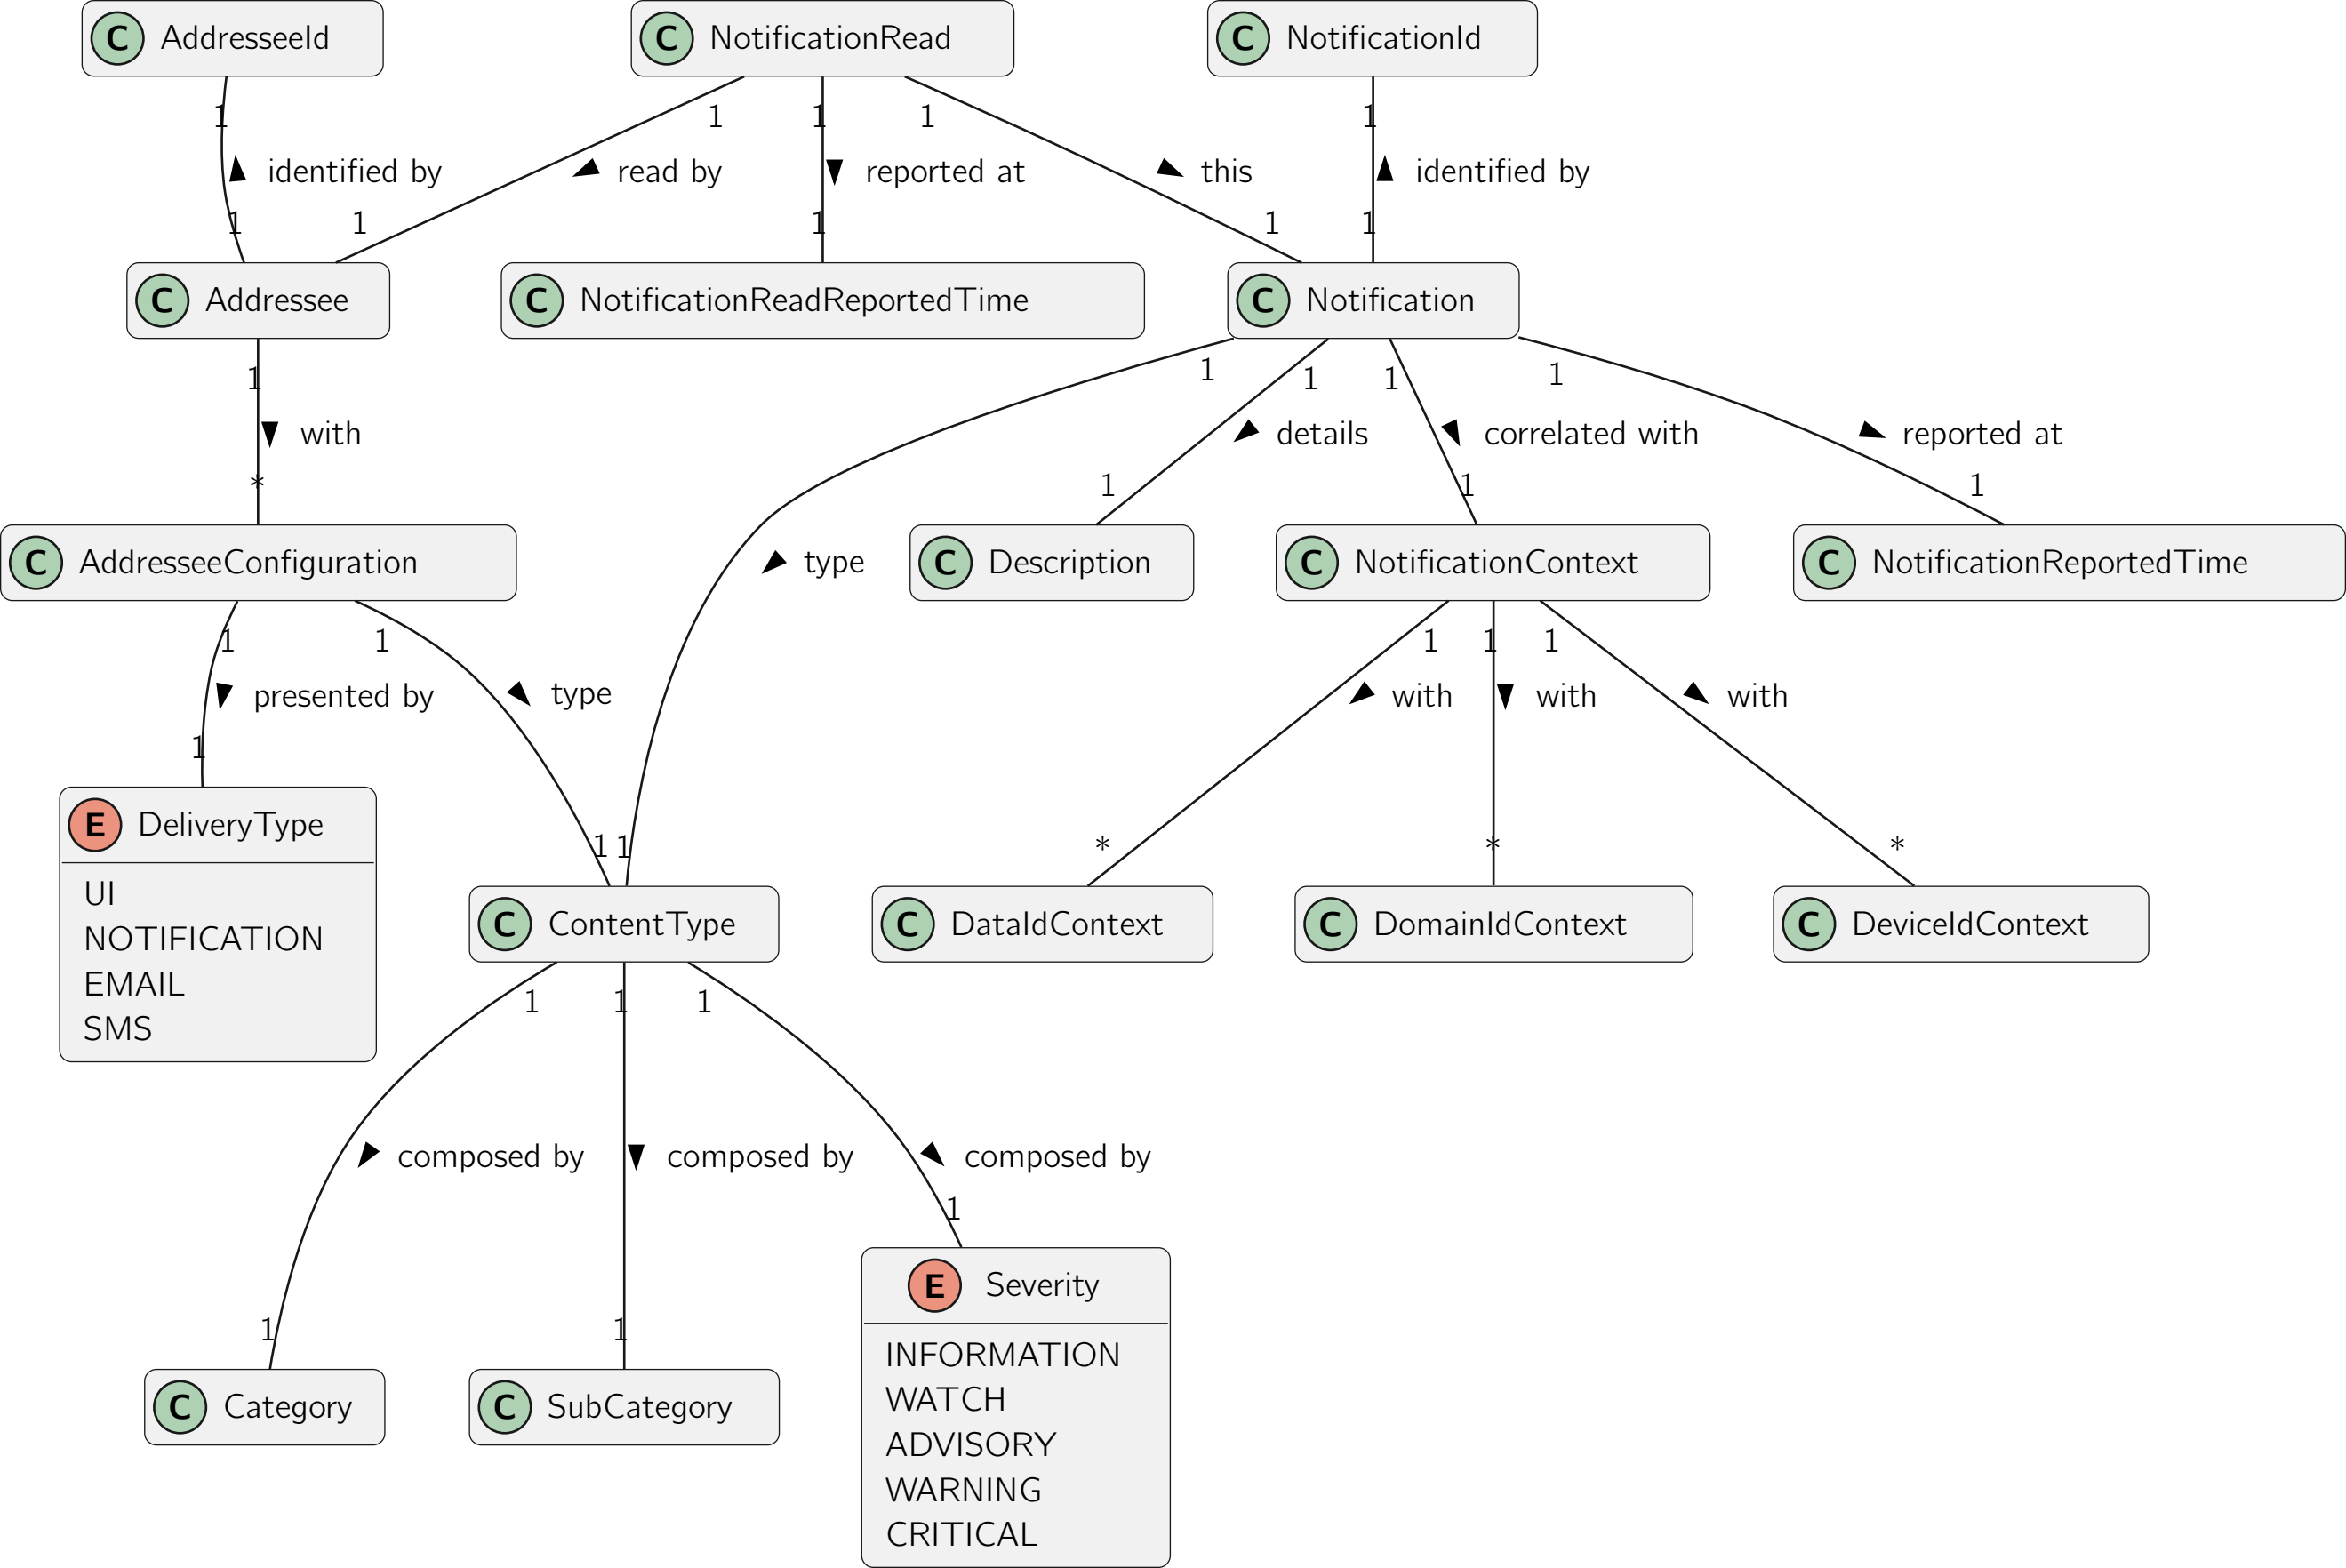 C AddresseeId
C NotificationRead
C NotificationId
1
1
1
1
1
identified by
read by
reported at
this
identified by
1
1
1
1
1
C Addressee
C NotificationReadReportedTime
C Notification
1
1
1
1
1
with
details
correlated with
reported at
*
1
1
1
C AddresseeConfiguration
type
C Description
C NotificationContext
C NotificationReportedTime
1
1
1
1
1
presented by
type
with
with
with
1
E DeliveryType
UI
NOTIFICATION
EMAIL
SMS
1
1
*
*
*
C ContentType
C DataIdContext
C DomainIdContext
C DeviceIdContext
1
1
1
composed by
composed by
composed by
1
1
1
C Category
C SubCategory
E Severity
INFORMATION
WATCH
ADVISORY
WARNING
CRITICAL